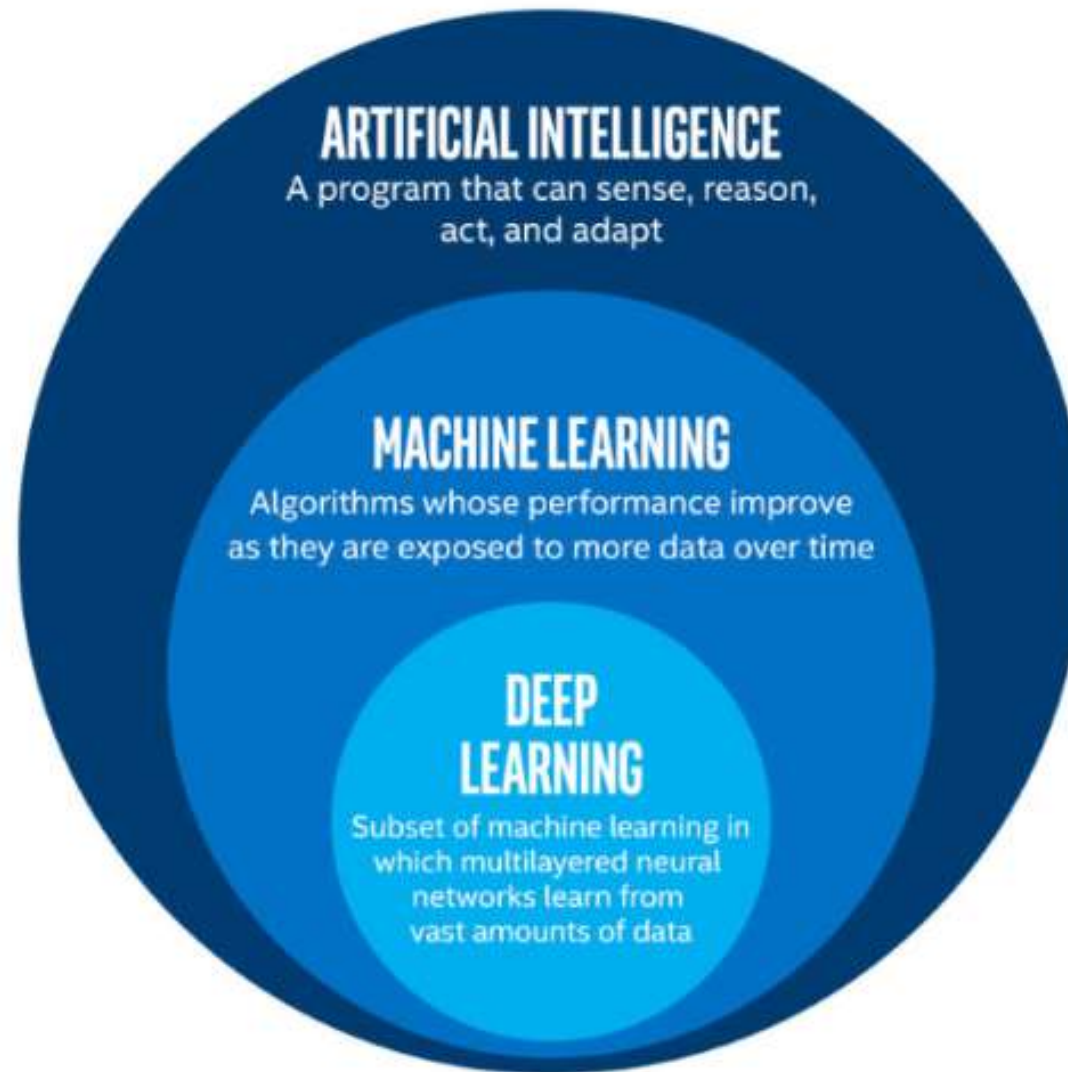 ARTIFICIAL INTELLIGENCE
A program that can sense, reason,
act, and adapt
MACHINE LEARNING
Algorithms whose performance improve
as they are exposed to more data over time
DEEP
LEARNING
Subset of machine learning in
which multilayered neural
networks learn from
vast amounts of data